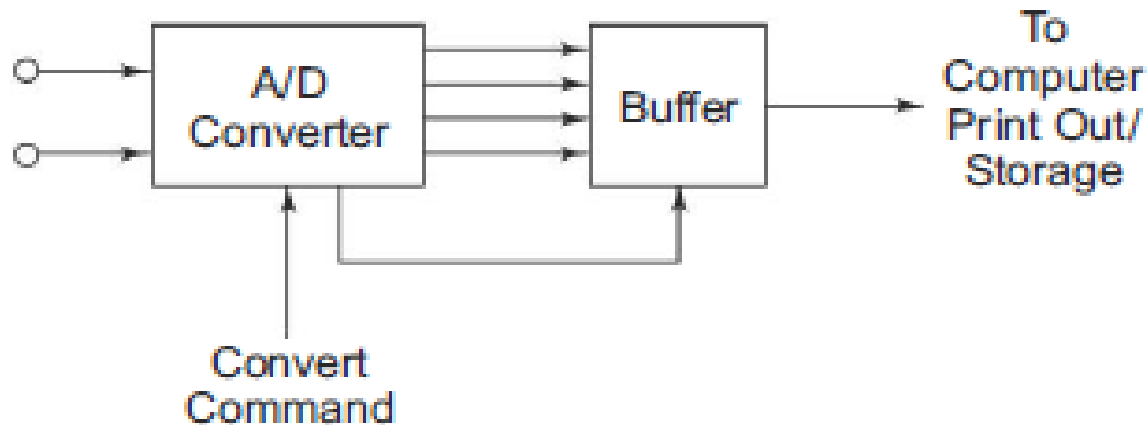 A/D
Converter
Buffer
To
Computer
Print Out/
Storage
Convert
Command